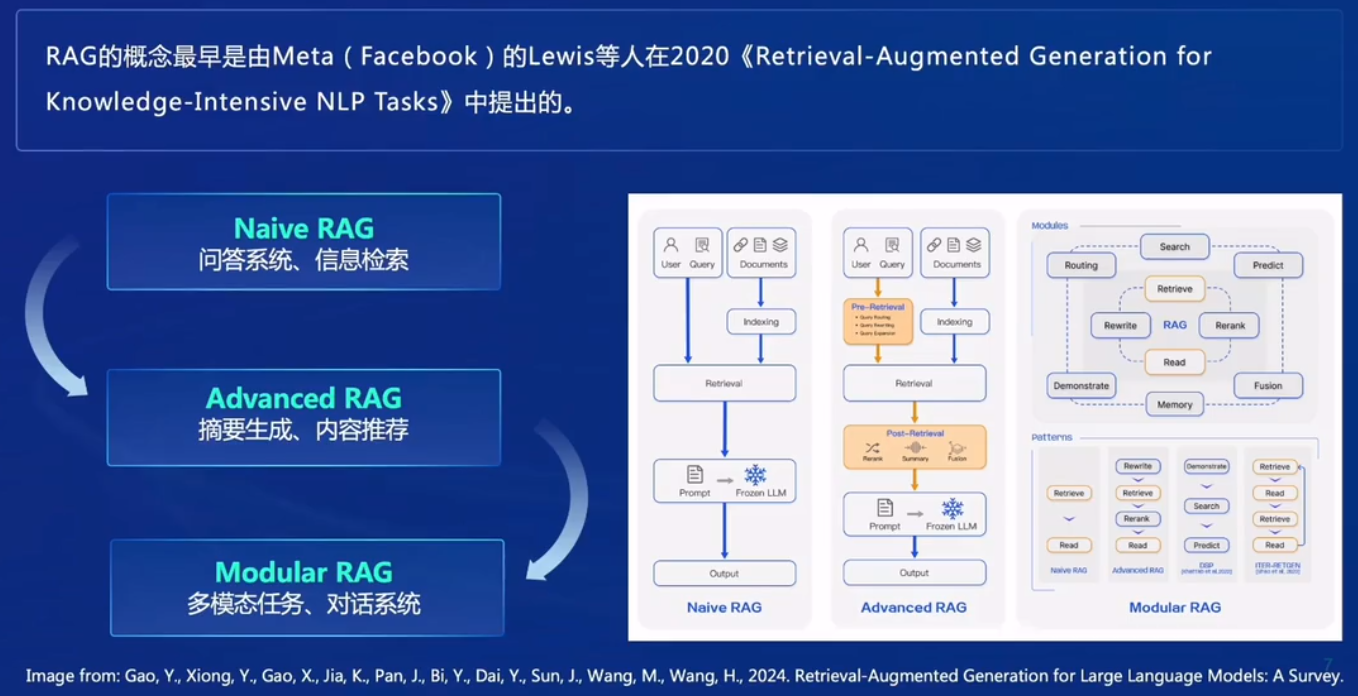 RAG的概念最早是由Meta（Facebook）的Lewis等人在2020《Retrieval-Augmented Generation for
Knowledge-Intensive NLP Tasks》中提出的。
Naive RAG
问答系统、信息检索
Advanced RAG
摘要生成、内容推荐
Modular RAG
多模态任务、对话系统
User
Query
Documents
Indexing
Retrieval
Prompt
Frozen LLM
Output
Naive RAG
User
Query
Documents
Pre-Retrieval
Query Routing
Query Rewriting
Query Expansion
Indexing
Retrieval
Post-Retrieval
Rerank
Summary
Fusion
Prompt
Frozen LLM
Output
Advanced RAG
Modules
Search
Routing
Predict
Retrieve
Rewrite
RAG
Rerank
Read
Demonstrate
Fusion
Memory
Patterns
Retrieve
Read
Naive RAG
Rewrite
Retrieve
Rerank
Read
Advanced RAG
Demonstrate
Search
Predict
DSP
Retrieve
Read
Retrieve
Read
ITER-RETGEN
Modular RAG
7
Image from: Gao, Y., Xiong, Y., Gao, X., Jia, K., Pan, J., Bi, Y., Dai, Y., Sun, J., Wang, M., Wang, H., 2024. Retrieval-Augmented Generation for Large Language Models: A Survey.